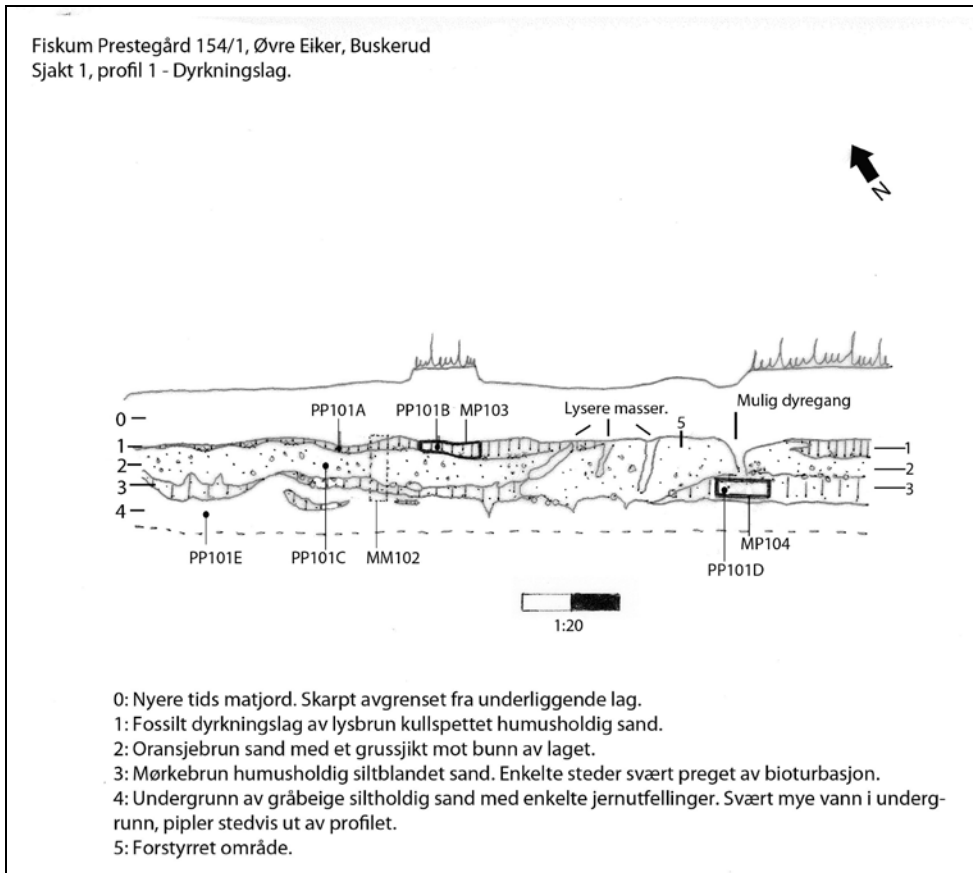 Fiskum Prestegård 154/1, Øvre Eiker, Buskerud
Sjakt 1, profil 1 - Dyrkningslag.
N
0
1
2
3
4
PP101A
PP101B
MP103
Lysere masser.
5
Mulig dyregang
1
2
3
PP101E
PP101C
MM102
MP104
PP101D
1:20
0: Nyere tids matjord. Skarpt avgrenset fra underliggende lag.
1: Fossilt dyrkningslag av lysbrun kullspettet humusholdig sand.
2: Oransjebrun sand med et grussjikt mot bunn av laget.
3: Mørkebrun humusholdig siltblandet sand. Enkelte steder svært preget av bioturbasjon.
4: Undergrunn av gråbeige siltholdig sand med enkelte jernutfellinger. Svært mye vann i underg-
runn, pipler stedvis ut av profilet.
5: Forstyrret område.